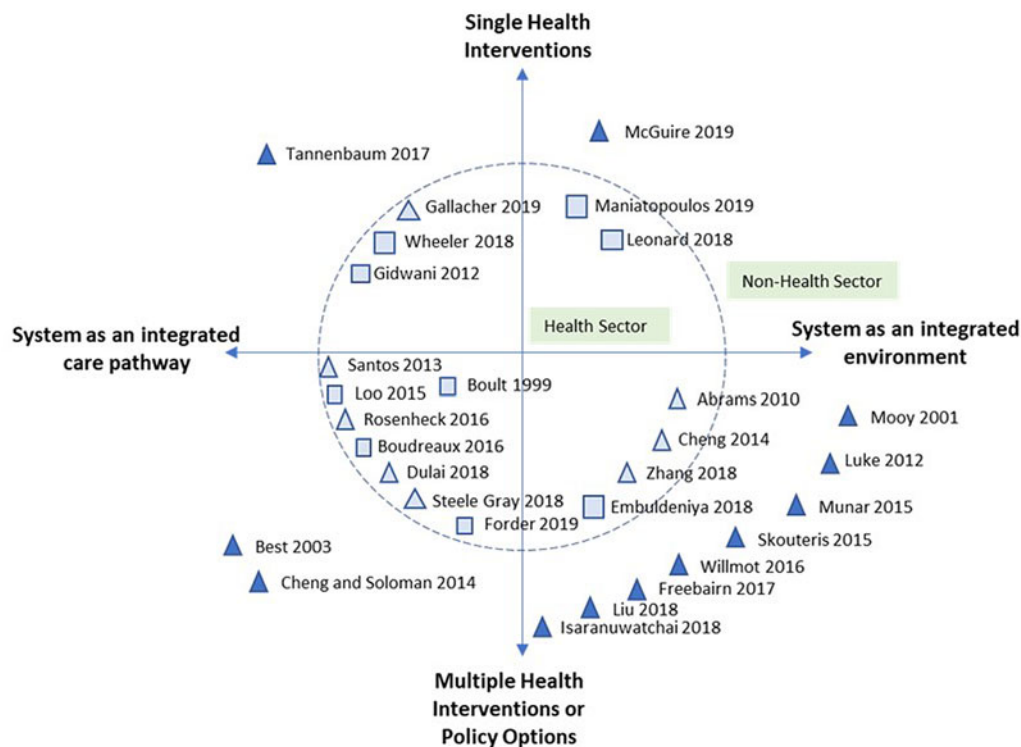 Single Health
Interventions
McGuire 2019
Tannenbaum 2017
Gallacher 2019
Maniatopoulos 2019
Wheeler 2018
Leonard 2018
Gidwani 2012
Non-Health Sector
Health Sector
System as an integrated
care pathway
System as an integrated
environment
Santos 2013
Loo 2015
Boult 1999
Abrams 2010
Rosenheck 2016
Mooy 2001
Boudreaux 2016
Cheng 2014
Luke 2012
Dulai 2018
Zhang 2018
Steele Gray 2018
Embuldeniya 2018
Munar 2015
Forder 2019
Skouteris 2015
Best 2003
Willmot 2016
Cheng and Soloman 2014
Freebairn 2017
Liu 2018
Isaranuwatchai 2018
Multiple Health
Interventions or
Policy Options